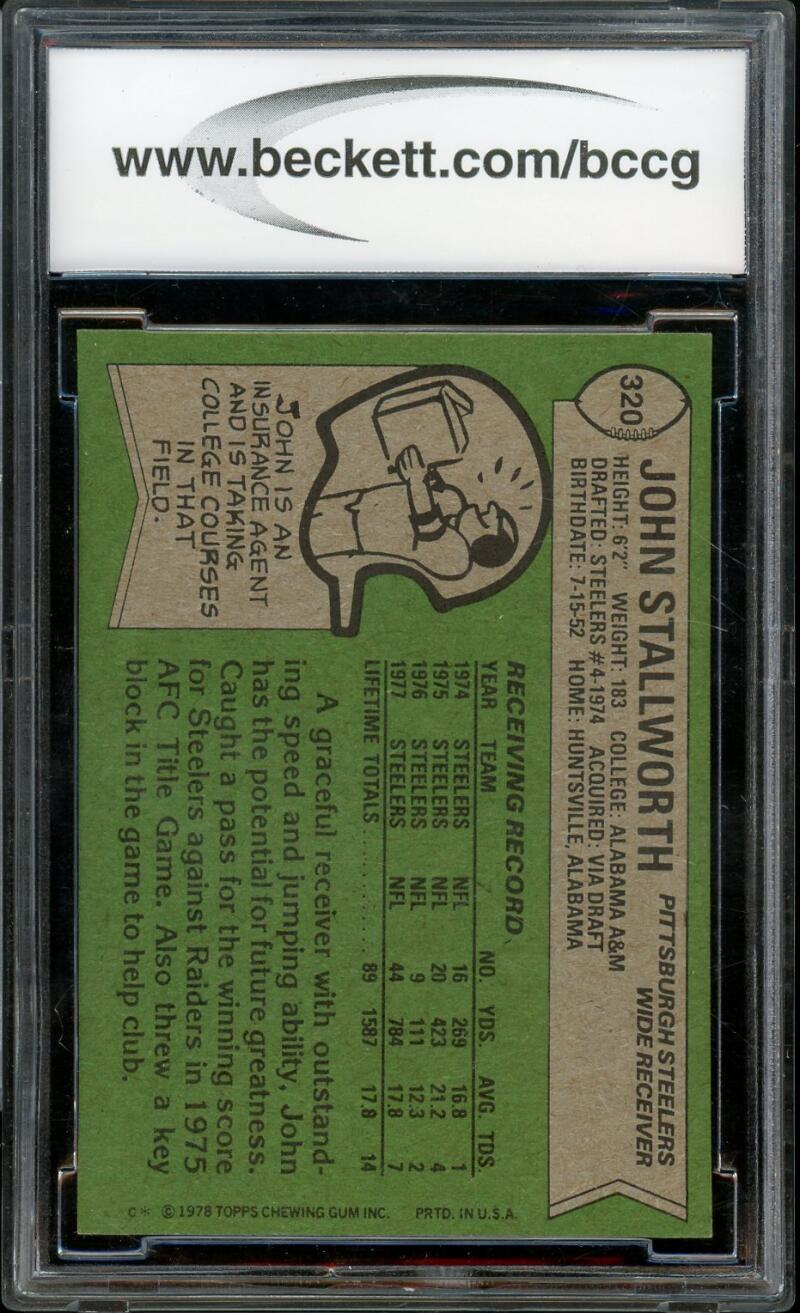 www.beckett.com/bccg
320
JOHN STALLWORTH
PITTSBURGH STEELERS
WIDE RECEIVER
HEIGHT: 6'2" WEIGHT: 183 COLLEGE: ALABAMA A&M
DRAFTED: STEELERS #4-1974 ACQUIRED: VIA DRAFT
BIRTHDATE: 7-15-52 HOME: HUNTSVILLE, ALABAMA
JOHN IS AN
INSURANCE AGENT
AND IS TAKING
COLLEGE COURSES
IN THAT
FIELD.
RECEIVING RECORD
YEAR TEAM NO. YDS. AVG. TDS.
1974 STEELERS NFL 16 269 16.8 1
1975 STEELERS NFL 20 423 21.2 4
1976 STEELERS NFL 9 111 12.3 2
1977 STEELERS NFL 44 784 17.8 7
LIFETIME TOTALS.......... 89 1587 17.8 14
A graceful receiver with outstand-
ing speed and jumping ability, John
has the potential for future greatness.
Caught a pass for the winning score
for Steelers against Raiders in 1975
AFC Title Game. Also threw a key
block in the game to help club.
C* © 1978 TOPPS CHEWING GUM INC. PRTD. IN U.S.A.